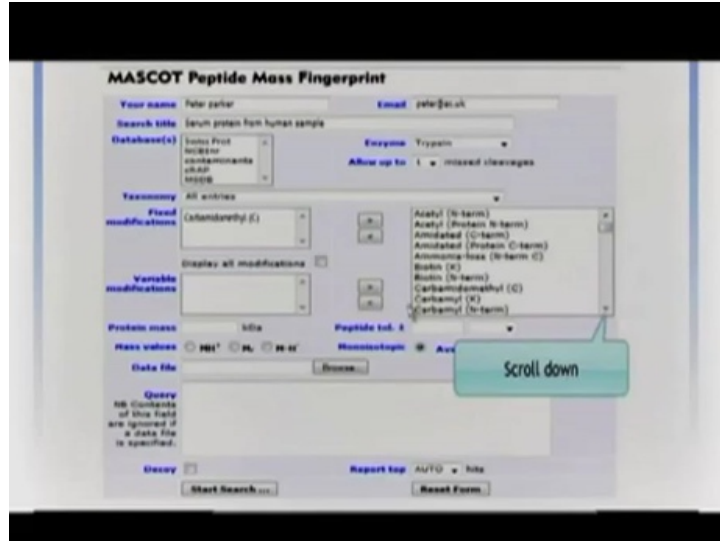 MASCOT Peptide Mass Fingerprint
Your name Peter parker Email peter@ac.uk
Search title Serum protein from human sample
Database(s) Swiss Prot
NCBInr
contaminants
cRAP
MSDB
Enzyme Trypsin
Allow up to 1 missed cleavages
Taxonomy All entries
Fixed modifications Carbamidomethyl (C)
Display all modifications
Variable modifications
Acetyl (N-term)
Acetyl (Protein N-term)
Amidated (C-term)
Amidated (Protein C-term)
Ammonia-loss (N-term C)
Biotin (K)
Biotin (N-term)
Carbamidomethyl (C)
Carbamyl (K)
Carbamyl (N-term)
Protein mass kDa Peptide tol. ±
Mass values MH+ Mr M-H- Monoisotopic
Scroll down
Data file Browse...
Query
NB Contents
of this field
are ignored if
a data file
is specified.
Decoy Report top AUTO hits
Start Search ... Reset Form